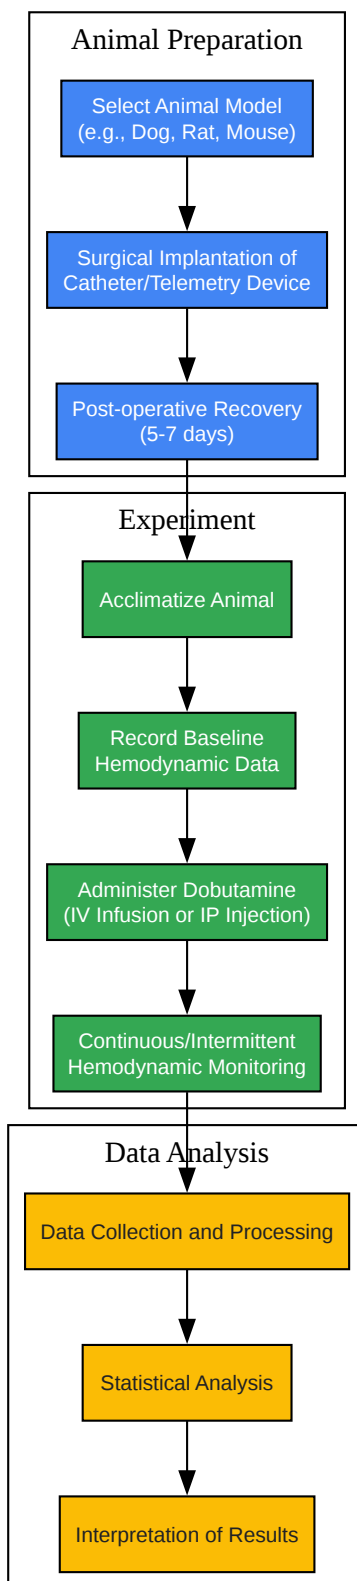 Animal Preparation
Select Animal Model
(e.g., Dog, Rat, Mouse)
Surgical Implantation of
Catheter/Telemetry Device
Post-operative Recovery
(5-7 days)
Experiment
Acclimatize Animal
Record Baseline
Hemodynamic Data
Administer Dobutamine
(IV Infusion or IP Injection)
Continuous/Intermittent
Hemodynamic Monitoring
Data Analysis
Data Collection and Processing
Statistical Analysis
Interpretation of Results